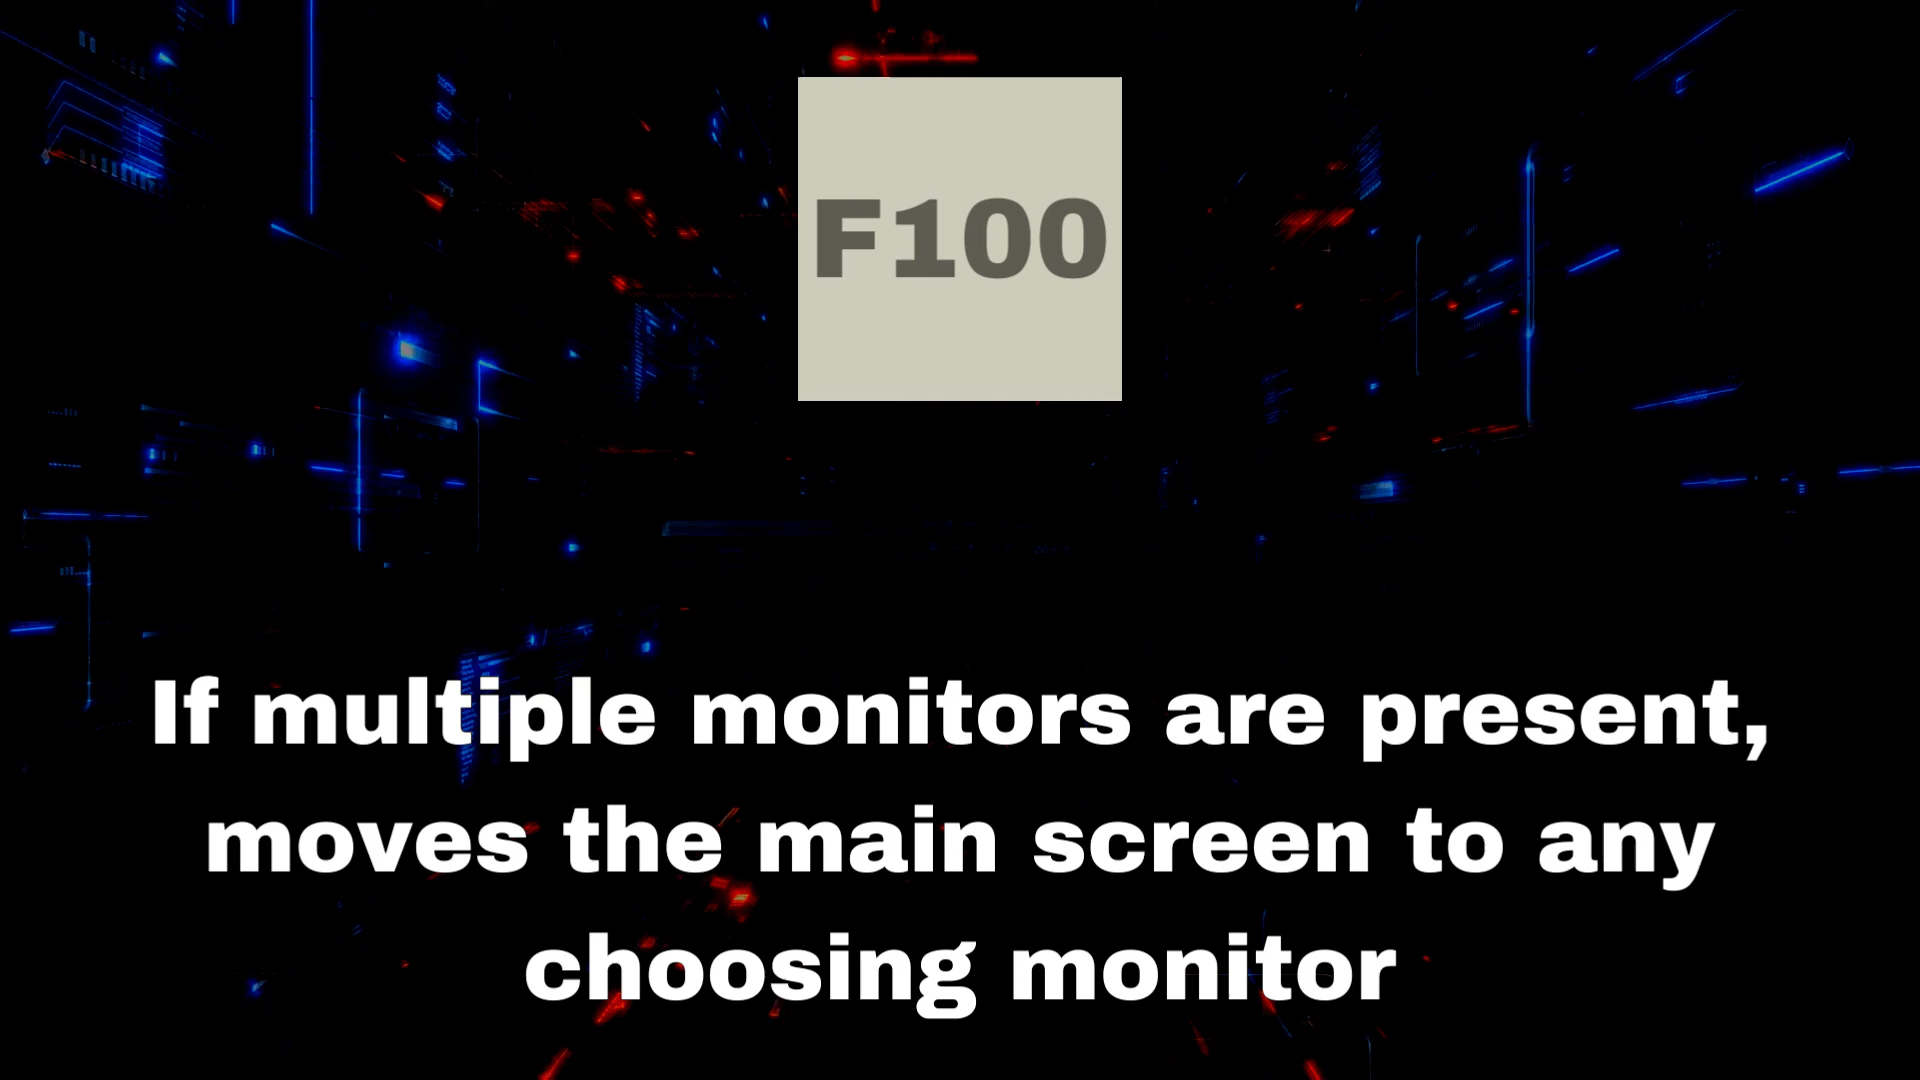 F100
If multiple monitors are present,
moves the main screen to any
choosing monitor